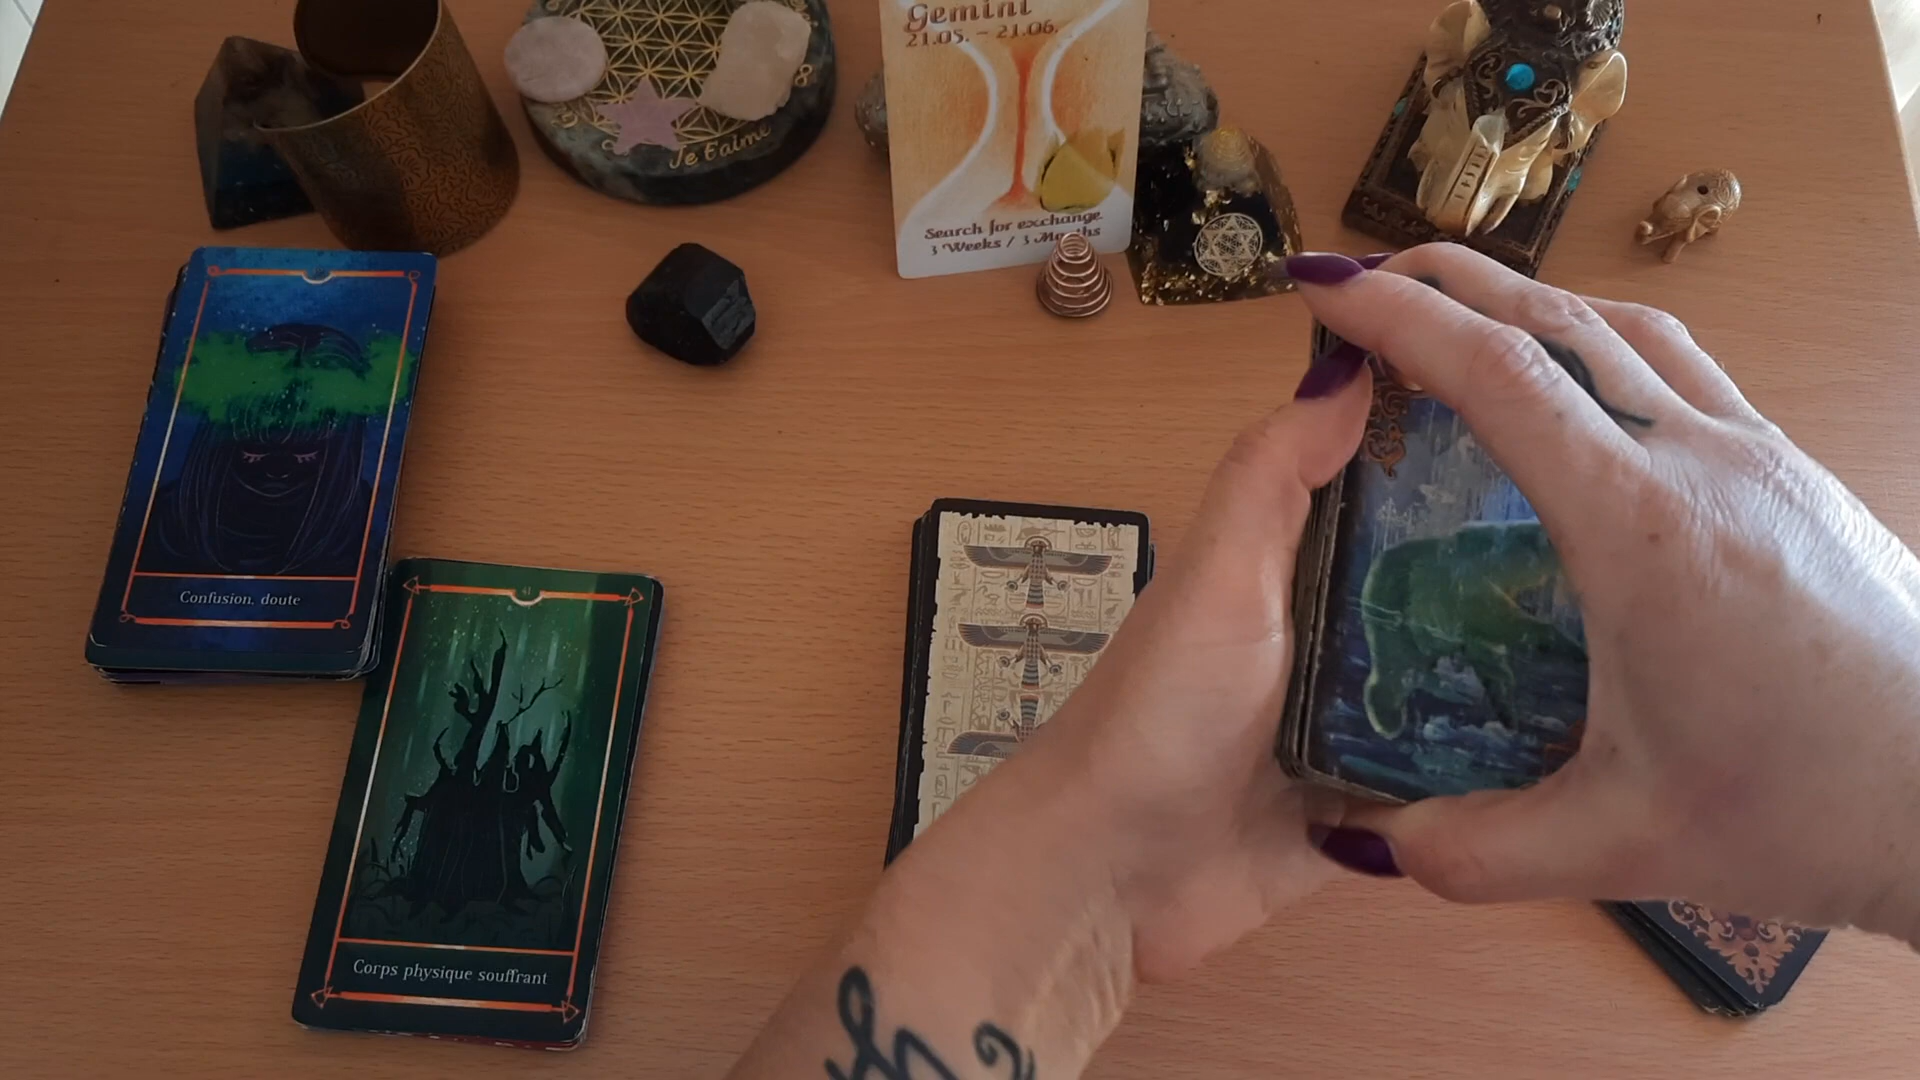 Gemini
21.05. – 21.06.
Search for exchange
3 Weeks / 3 Months
Je t'aime
Confusion, doute
41
Corps physique souffrant